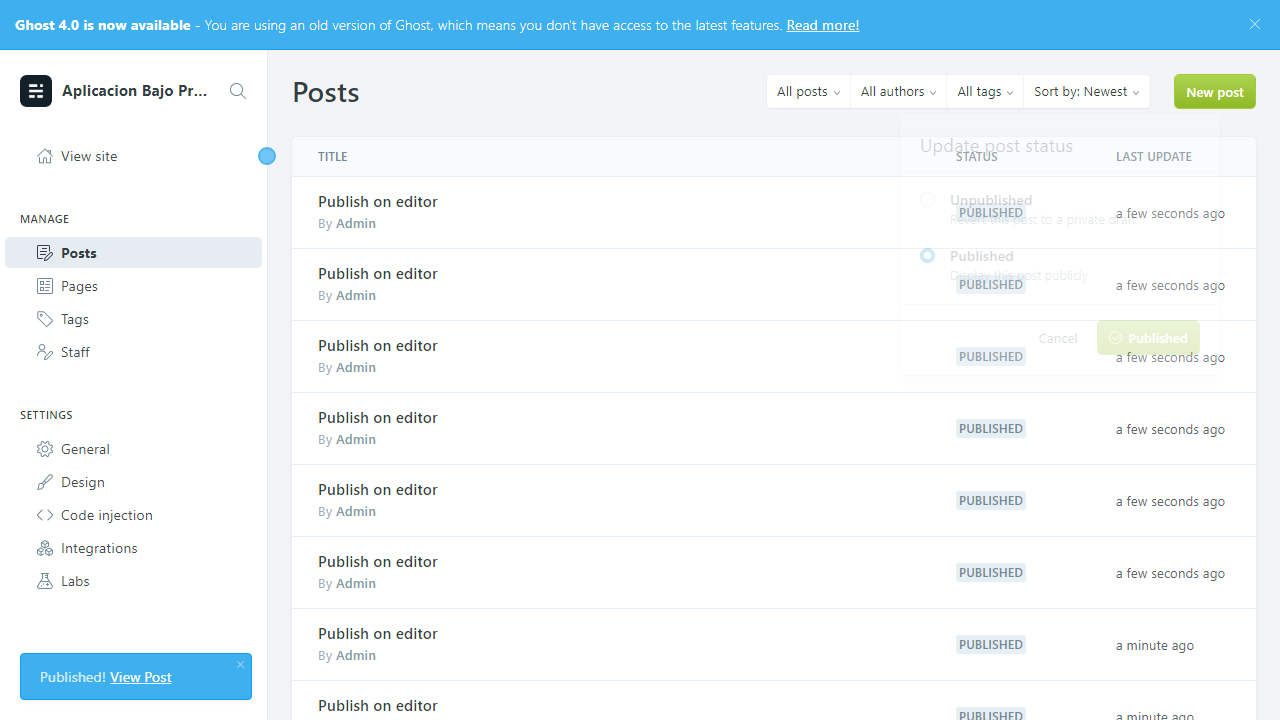 Ghost 4.0 is now available - You are using an old version of Ghost, which means you don't have access to the latest features. Read more!
Aplicacion Bajo Pr...
View site
MANAGE
Posts
Pages
Tags
Staff
SETTINGS
General
Design
Code injection
Integrations
Labs
Published! View Post
Posts
All posts
All authors
All tags
Sort by: Newest
New post
TITLE
STATUS
LAST UPDATE
Publish on editor
By Admin
PUBLISHED
a few seconds ago
Publish on editor
By Admin
PUBLISHED
a few seconds ago
Publish on editor
By Admin
PUBLISHED
a few seconds ago
Publish on editor
By Admin
PUBLISHED
a few seconds ago
Publish on editor
By Admin
PUBLISHED
a few seconds ago
Publish on editor
By Admin
PUBLISHED
a few seconds ago
Publish on editor
By Admin
PUBLISHED
a minute ago
Publish on editor
PUBLISHED
a minute ago
Update post status
Unpublished
Revert this post to a private draft
Published
Display this post publicly
Cancel
Published